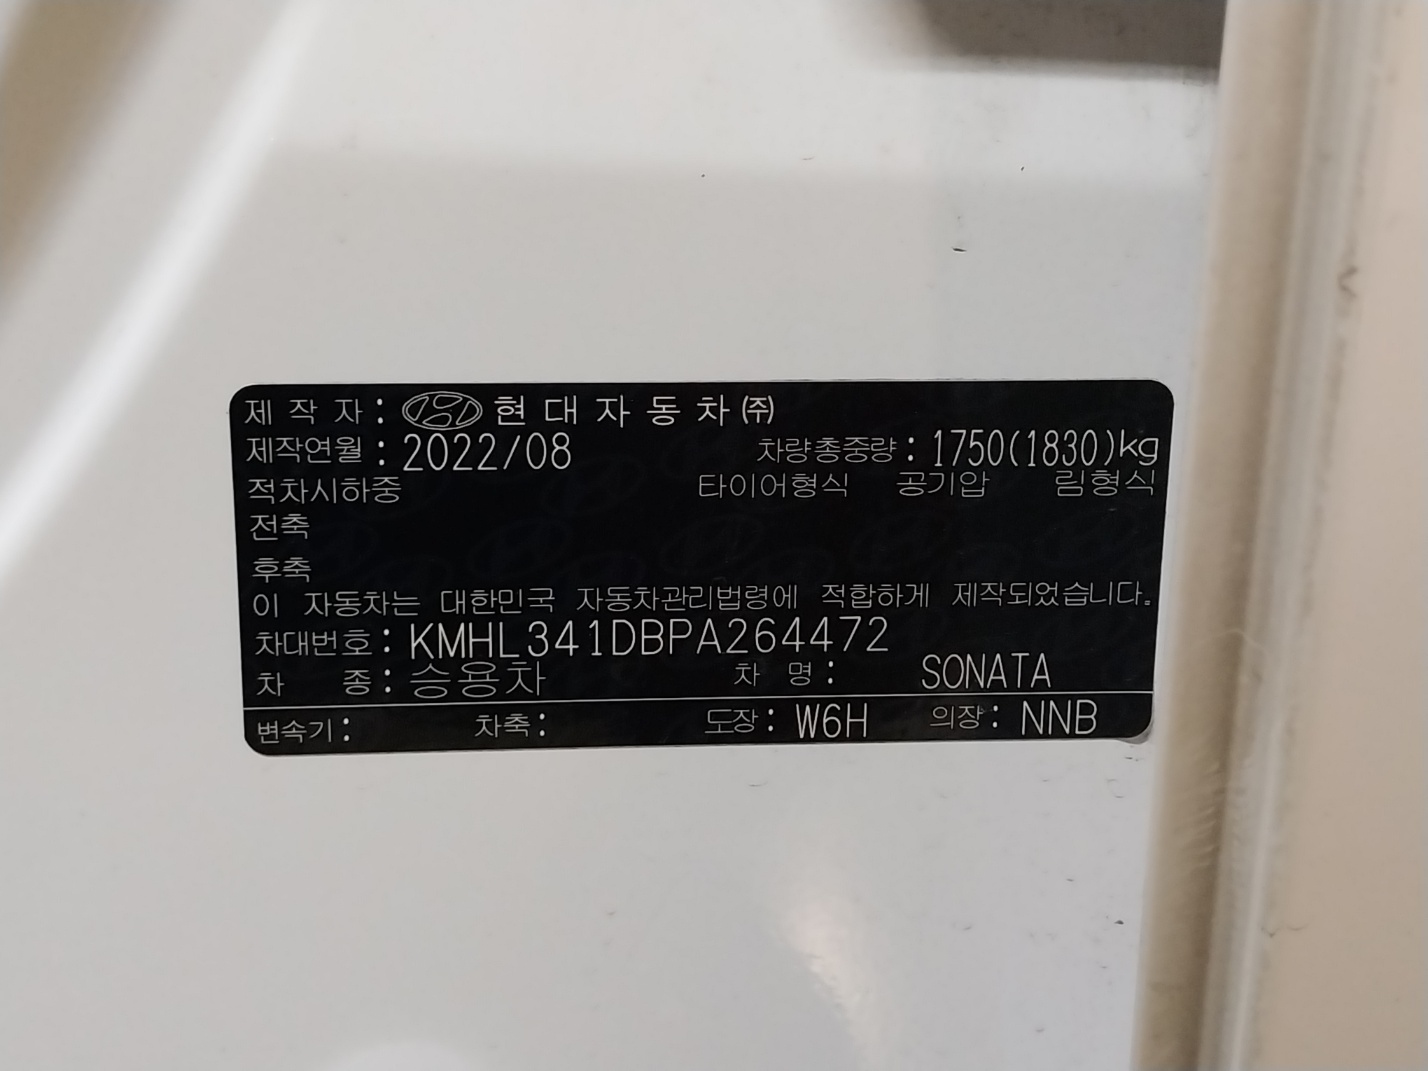 제 작 자 : 현 대 자 동 차 ㈜
제작연월 : 2022/08 차량총중량 : 1750(1830)kg
적차시하중 타이어형식 공기압 림형식
전축
후축
이 자동차는 대한민국 자동차관리법령에 적합하게 제작되었습니다.
차대번호 : KMHL341DBPA264472
차 종 : 승용차 차 명 : SONATA
변속기 : 차축 : 도장 : W6H 의장 : NNB